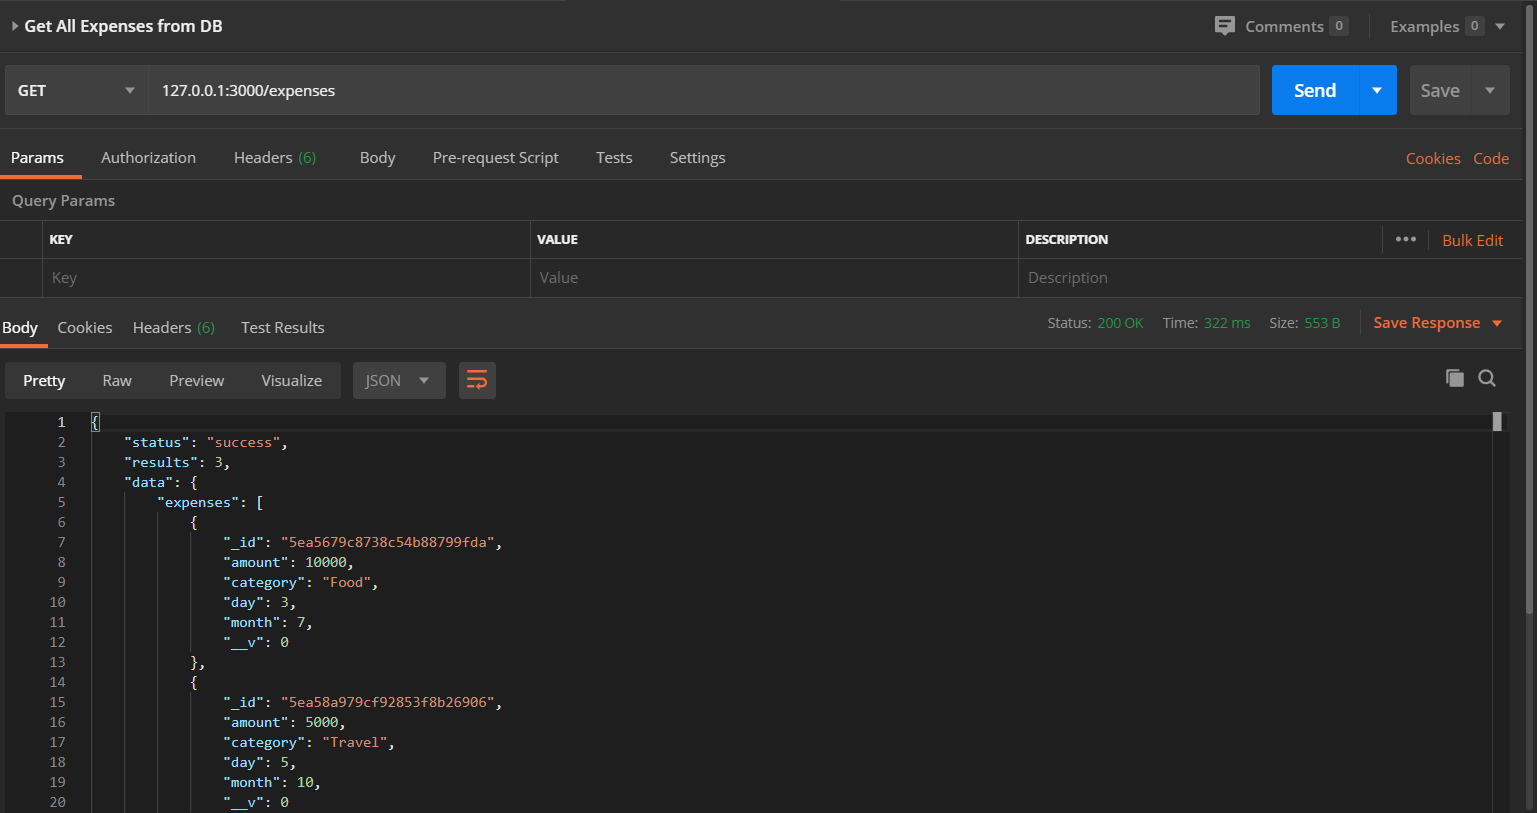 Get All Expenses from DB
Comments 0 Examples 0
GET 127.0.0.1:3000/expenses Send Save
Params Authorization Headers (6) Body Pre-request Script Tests Settings Cookies Code
Query Params
KEY VALUE DESCRIPTION ••• Bulk Edit
Key Value Description
Body Cookies Headers (6) Test Results Status: 200 OK Time: 322 ms Size: 553 B Save Response
Pretty Raw Preview Visualize JSON
1 {
2 "status": "success",
3 "results": 3,
4 "data": {
5 "expenses": [
6 {
7 "_id": "5ea5679c8738c54b88799fda",
8 "amount": 10000,
9 "category": "Food",
10 "day": 3,
11 "month": 7,
12 "__v": 0
13 },
14 {
15 "_id": "5ea58a979cf92853f8b26906",
16 "amount": 5000,
17 "category": "Travel",
18 "day": 5,
19 "month": 10,
20 "__v": 0